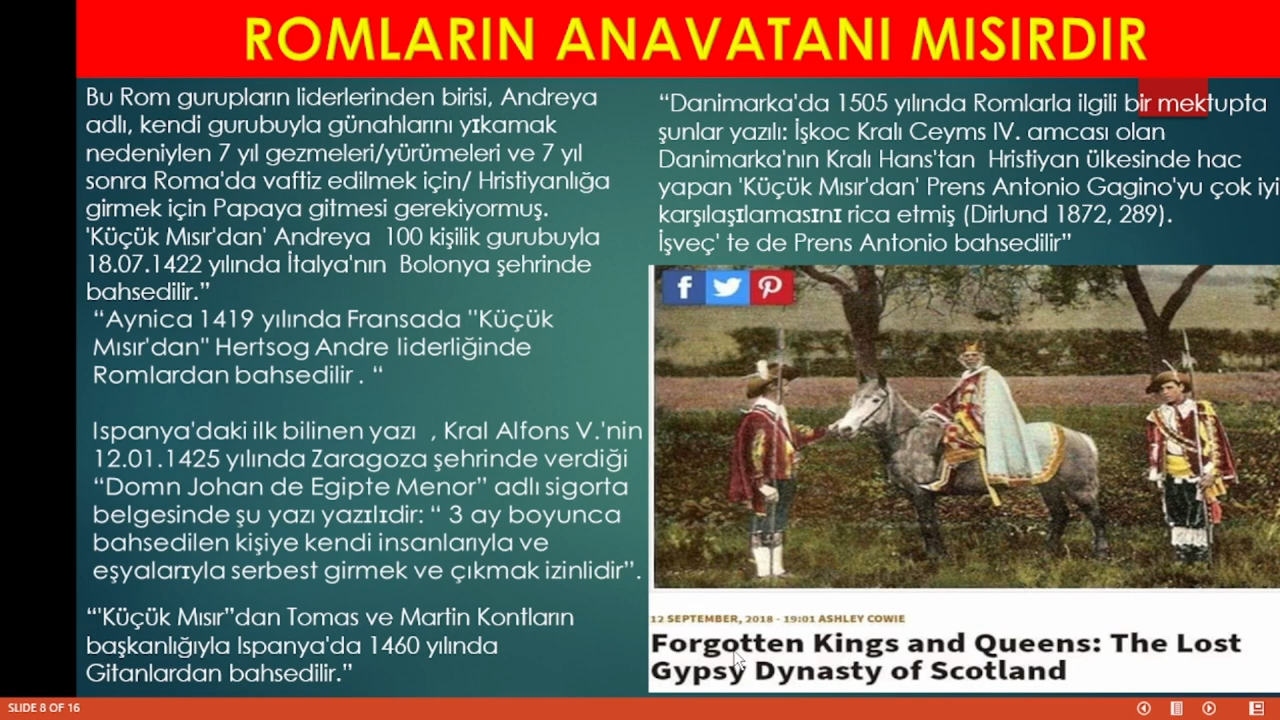 ROMLARIN ANAVATANI MISIRDIR
Bu Rom gurupların liderlerinden birisi, Andreya
adlı, kendi gurubuyla günahlarını yıkamak
nedeniylen 7 yıl gezmeleri/yürümeleri ve 7 yıl
sonra Roma'da vaftiz edilmek için/ Hristiyanlığa
girmek için Papaya gitmesi gerekiyormuş.
'Küçük Mısır'dan' Andreya 100 kişilik gurubuyla
18.07.1422 yılında İtalya'nın Bolonya şehrinde
bahsedilir.”
“Aynica 1419 yılında Fransada "Küçük
Mısır'dan" Hertsog Andre liderliğinde
Romlardan bahsedilir . “
Ispanya'daki ilk bilinen yazı , Kral Alfons V.'nin
12.01.1425 yılında Zaragoza şehrinde verdiği
“Domn Johan de Egipte Menor” adlı sigorta
belgesinde şu yazı yazılıdir: “ 3 ay boyunca
bahsedilen kişiye kendi insanlarıyla ve
eşyalarıyla serbest girmek ve çıkmak izinlidir”.
“'Küçük Mısır”dan Tomas ve Martin Kontların
başkanlığıyla Ispanya'da 1460 yılında
Gitanlardan bahsedilir.”
“Danimarka'da 1505 yılında Romlarla ilgili bir mektupta
şunlar yazılı: İşkoc Kralı Ceyms IV. amcası olan
Danimarka'nın Kralı Hans'tan Hristiyan ülkesinde hac
yapan 'Küçük Mısır'dan' Prens Antonio Gagino'yu çok iyi
karşılaşılamasını rica etmiş (Dirlund 1872, 289).
İşveç' te de Prens Antonio bahsedilir”
12 SEPTEMBER, 2018 - 19:01 ASHLEY COWIE
Forgotten Kings and Queens: The Lost
Gypsy Dynasty of Scotland
SLIDE 8 OF 16